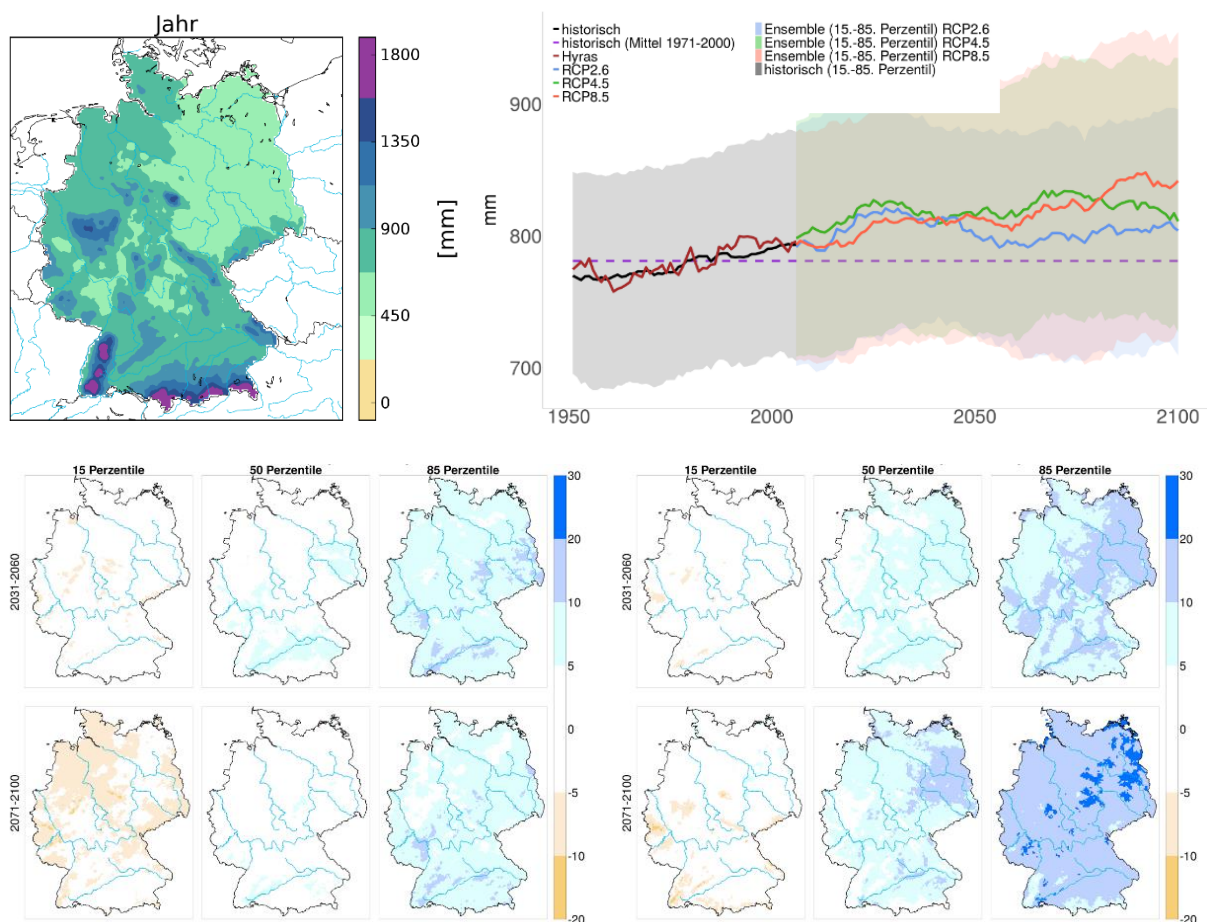 Jahr
1800
1350
900
450
0
[mm]
historisch
historisch (Mittel 1971-2000)
Hyras
RCP2.6
RCP4.5
RCP8.5
Ensemble (15.-85. Perzentil) RCP2.6
Ensemble (15.-85. Perzentil) RCP4.5
Ensemble (15.-85. Perzentil) RCP8.5
historisch (15.-85. Perzentil)
mm
900
800
700
1950
2000
2050
2100
15 Perzentile
50 Perzentile
85 Perzentile
2031-2060
2071-2100
30
20
10
5
0
-5
-10
-20
15 Perzentile
50 Perzentile
85 Perzentile
2031-2060
2071-2100
30
20
10
5
0
-5
-10
-20